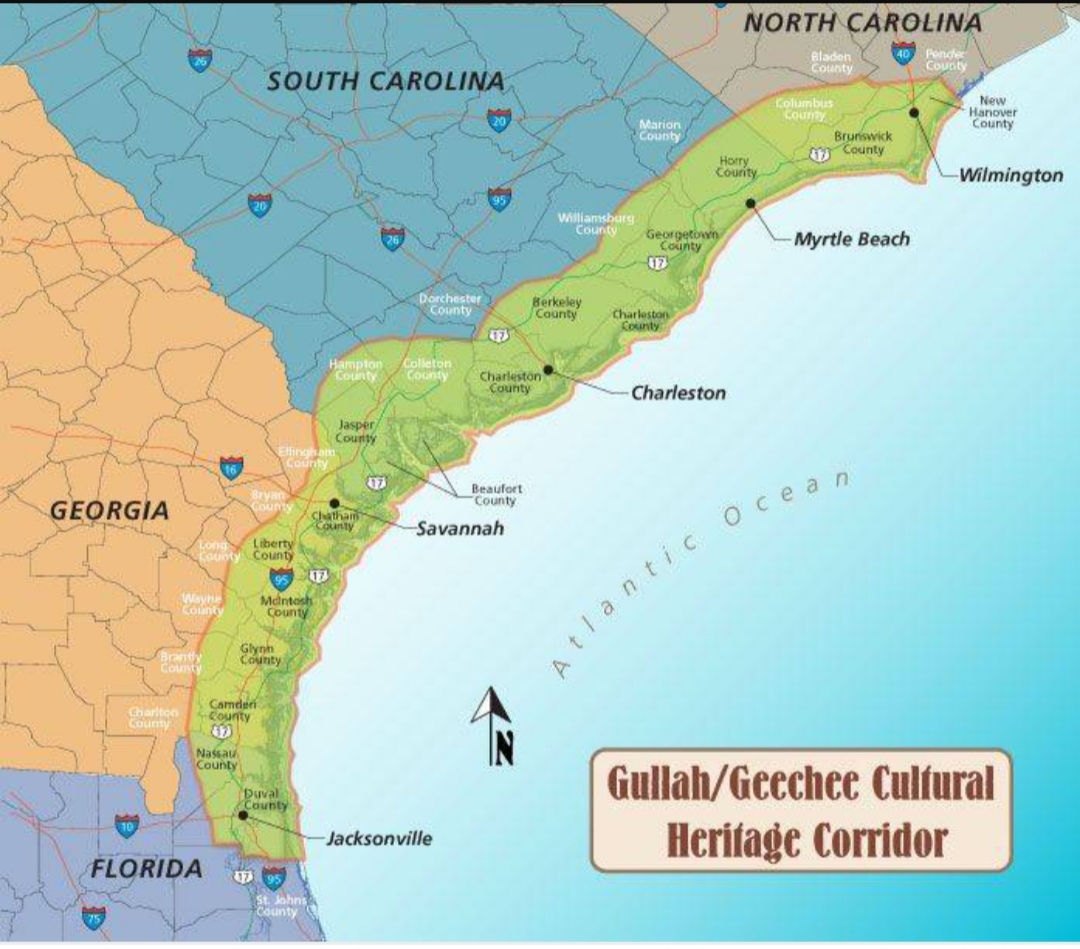 NORTH CAROLINA
Bladen
County
40
Pender
County
26
SOUTH CAROLINA
New
Hanover
County
Columbus
County
20
Marion
County
Brunswick
County
17
Horry
County
Wilmington
20
95
Williamsburg
County
Myrtle Beach
26
Georgetown
County
17
Dorchester
County
Berkeley
County
Charleston
County
17
Hampton
County
Colleton
County
Charleston
County
Charleston
Jasper
County
Effingham
County
16
17
Beaufort
County
Bryan
County
GEORGIA
Chatham
County
Savannah
Atlantic Ocean
Long
County
Liberty
County
95
17
Wayne
County
McIntosh
County
Brantly
County
Glynn
County
Charlton
County
Camden
County
17
N
Nassau
County
Gullah/Geechee Cultural
Heritage Corridor
Duval
County
10
Jacksonville
FLORIDA
17
95
St. Johns
County
75